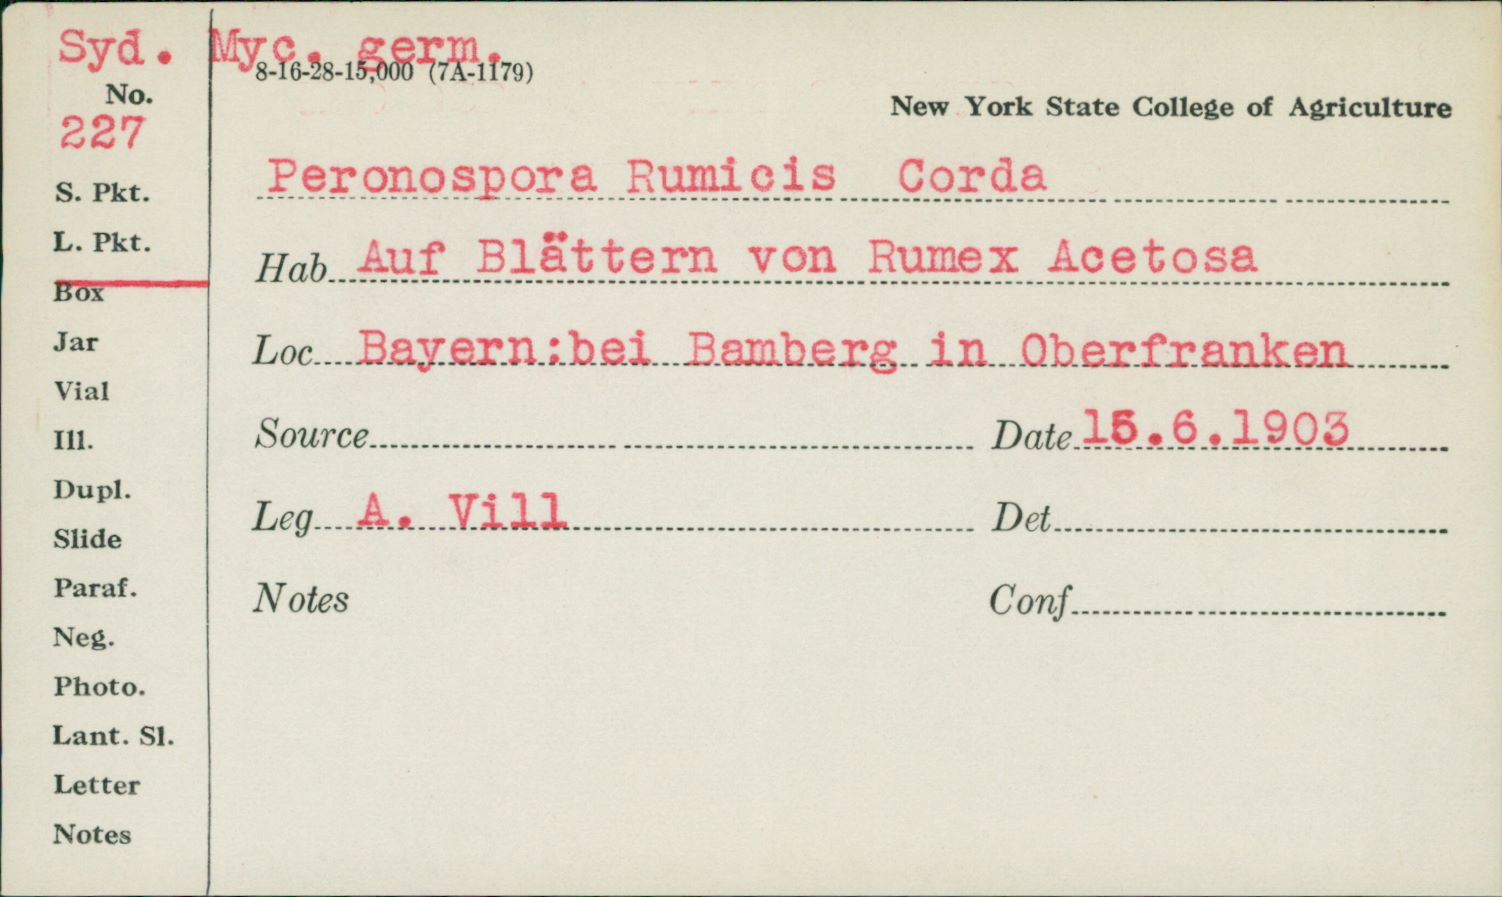 Syd. Myc. germ.
8-16-28-15,000 (7A-1179)
No.
227
New York State College of Agriculture
S. Pkt.
Peronospora Rumicis Corda
L. Pkt.
Hab. Auf Blättern von Rumex Acetosa
Box
Jar
Loc. Bayern:bei Bamberg in Oberfranken
Vial
Ill.
Source Date 15.6.1903
Dupl.
Slide
Leg. A. Vill Det.
Paraf.
Notes Conf.
Neg.
Photo.
Lant. Sl.
Letter
Notes